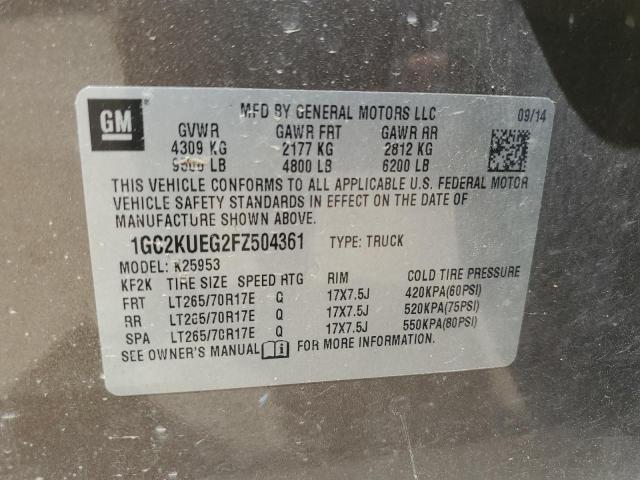 GM
MFD BY GENERAL MOTORS LLC 09/14
GVWR GAWR FRT GAWR RR
4309 KG 2177 KG 2812 KG
9500 LB 4800 LB 6200 LB
THIS VEHICLE CONFORMS TO ALL APPLICABLE U.S. FEDERAL MOTOR
VEHICLE SAFETY STANDARDS IN EFFECT ON THE DATE OF
MANUFACTURE SHOWN ABOVE.
1GC2KUEG2FZ504361 TYPE: TRUCK
MODEL: K25953
KF2K TIRE SIZE SPEED RTG RIM COLD TIRE PRESSURE
FRT LT265/70R17E Q 17X7.5J 420KPA(60PSI)
RR LT265/70R17E Q 17X7.5J 520KPA(75PSI)
SPA LT265/70R17E Q 17X7.5J 550KPA(80PSI)
SEE OWNER'S MANUAL FOR MORE INFORMATION.